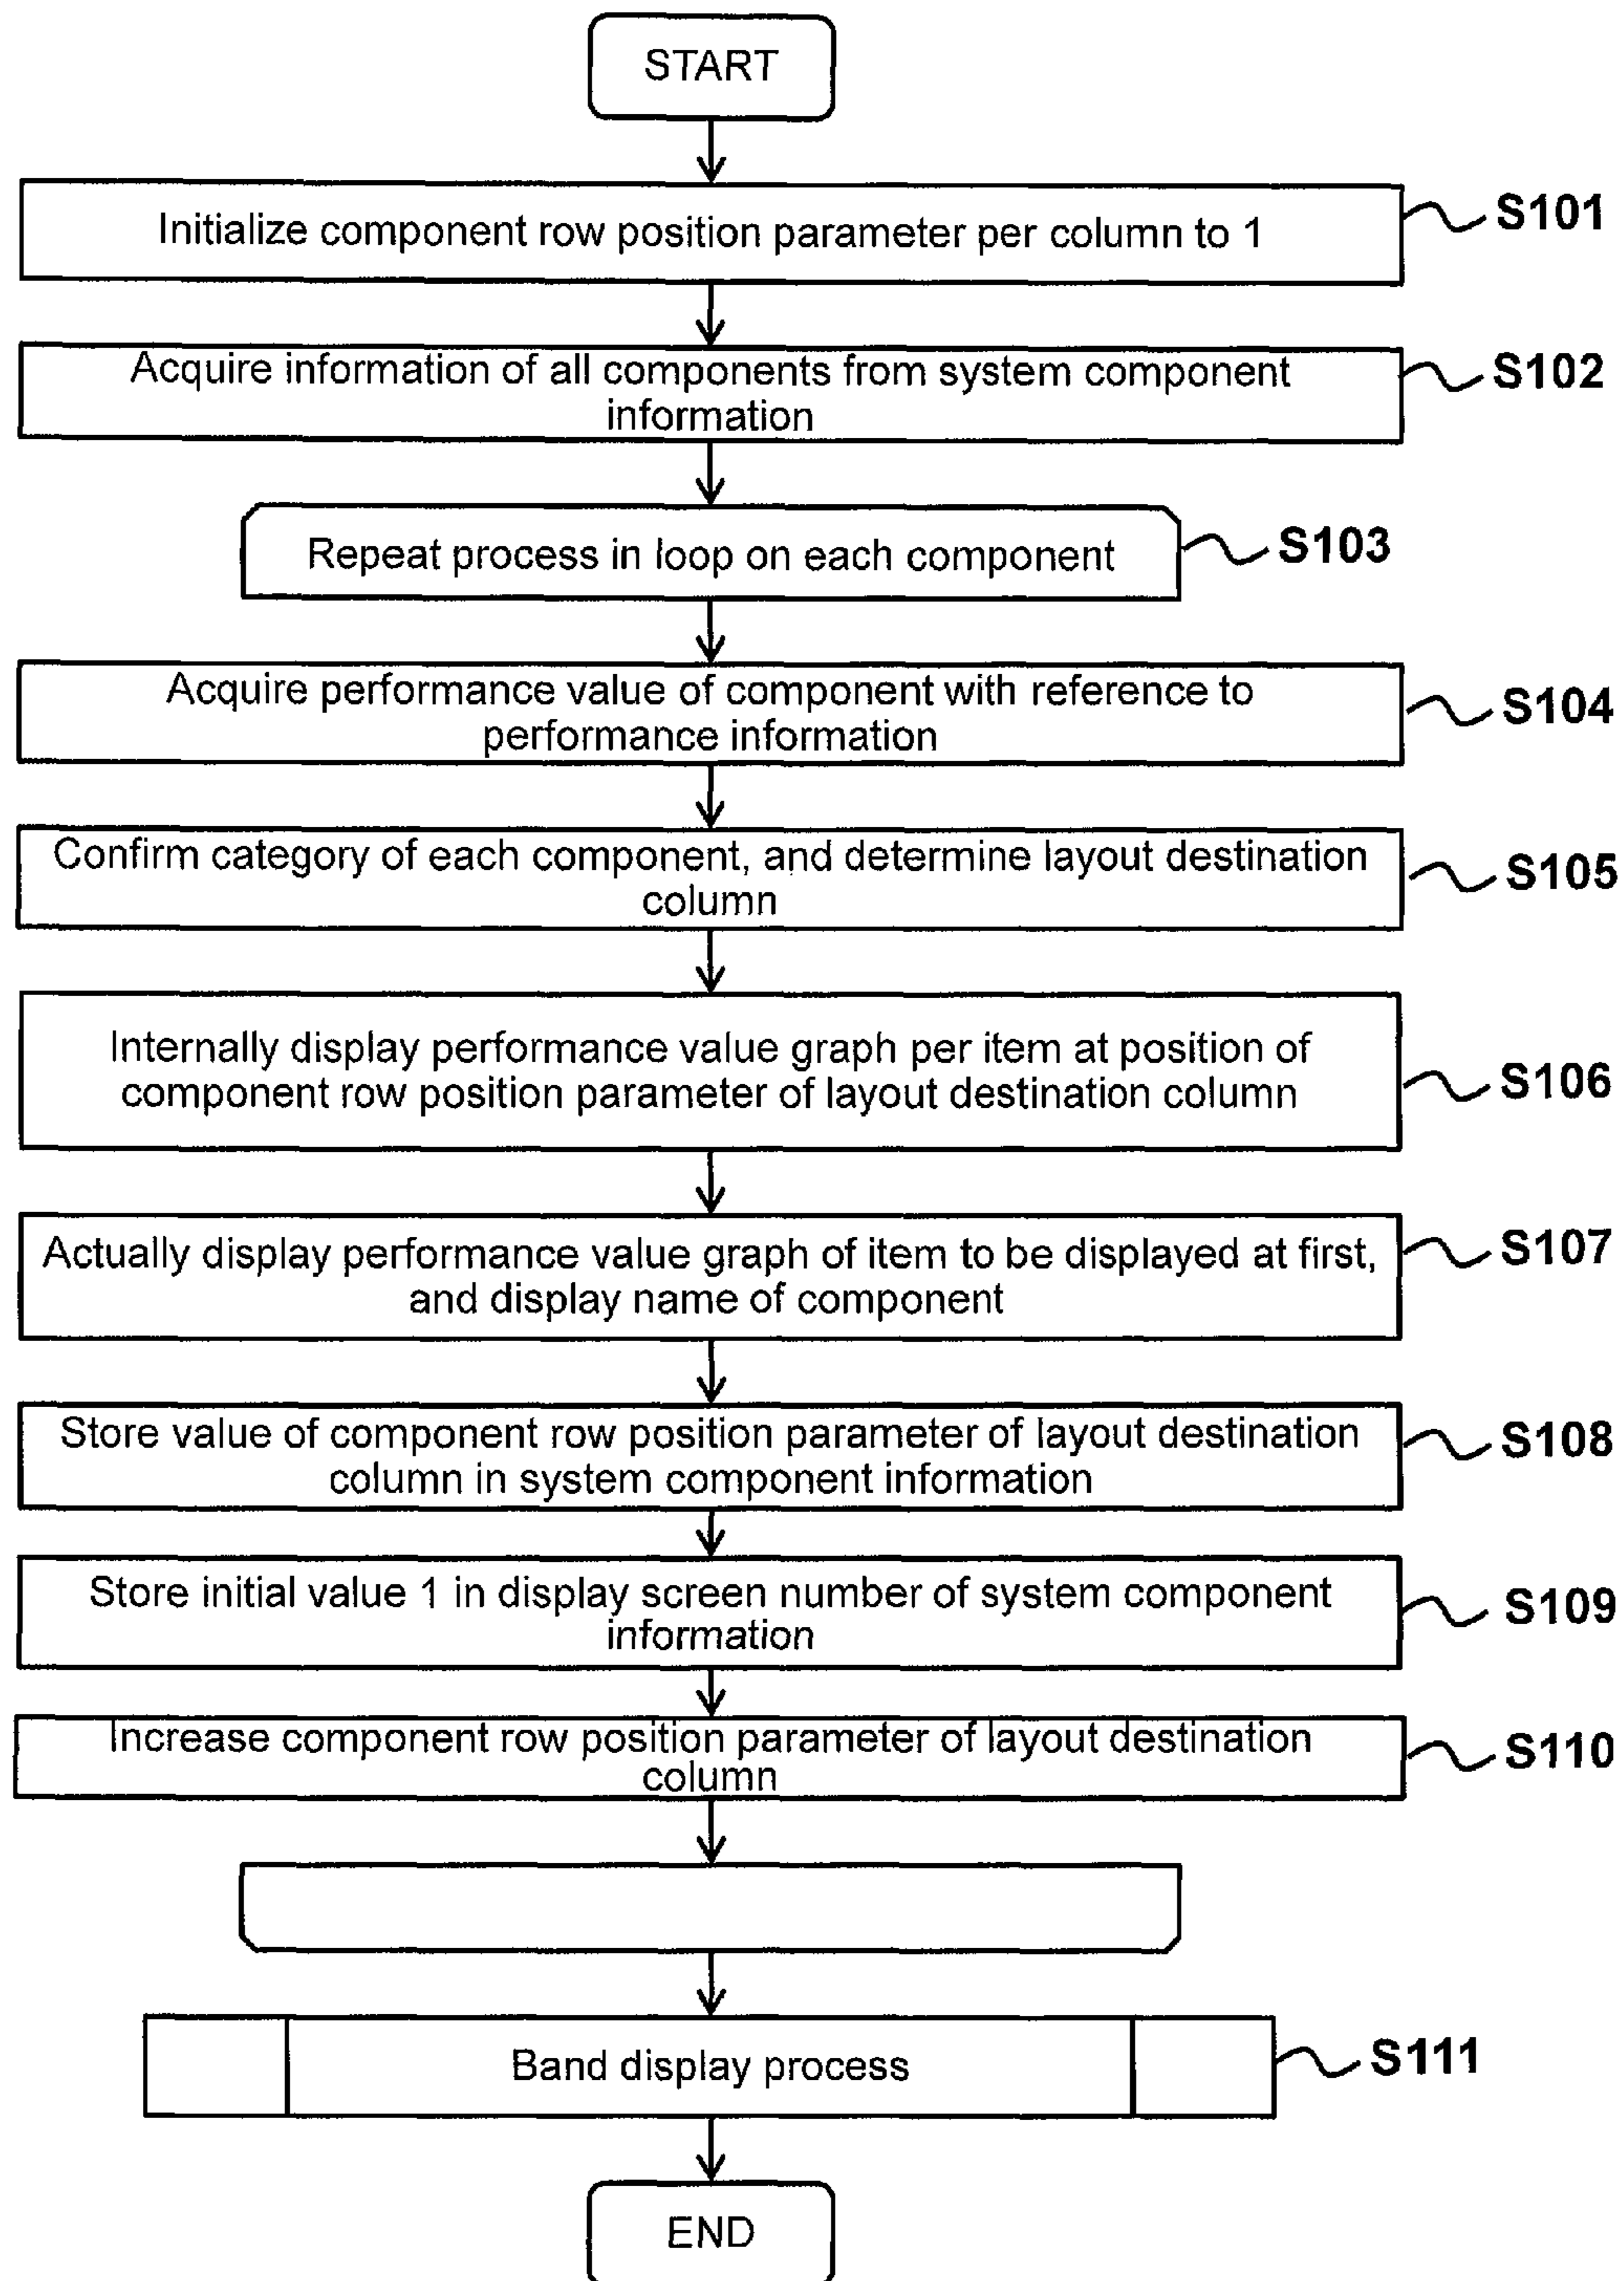 START
Initialize component row position parameter per column to 1
S101
Acquire information of all components from system component
information
S102
Repeat process in loop on each component
S103
Acquire performance value of component with reference to
performance information
S104
Confirm category of each component, and determine layout destination
column
S105
Internally display performance value graph per item at position of
component row position parameter of layout destination column
S106
Actually display performance value graph of item to be displayed at first,
and display name of component
S107
Store value of component row position parameter of layout destination
column in system component information
S108
Store initial value 1 in display screen number of system component
information
S109
Increase component row position parameter of layout destination
column
S110
Band display process
S111
END